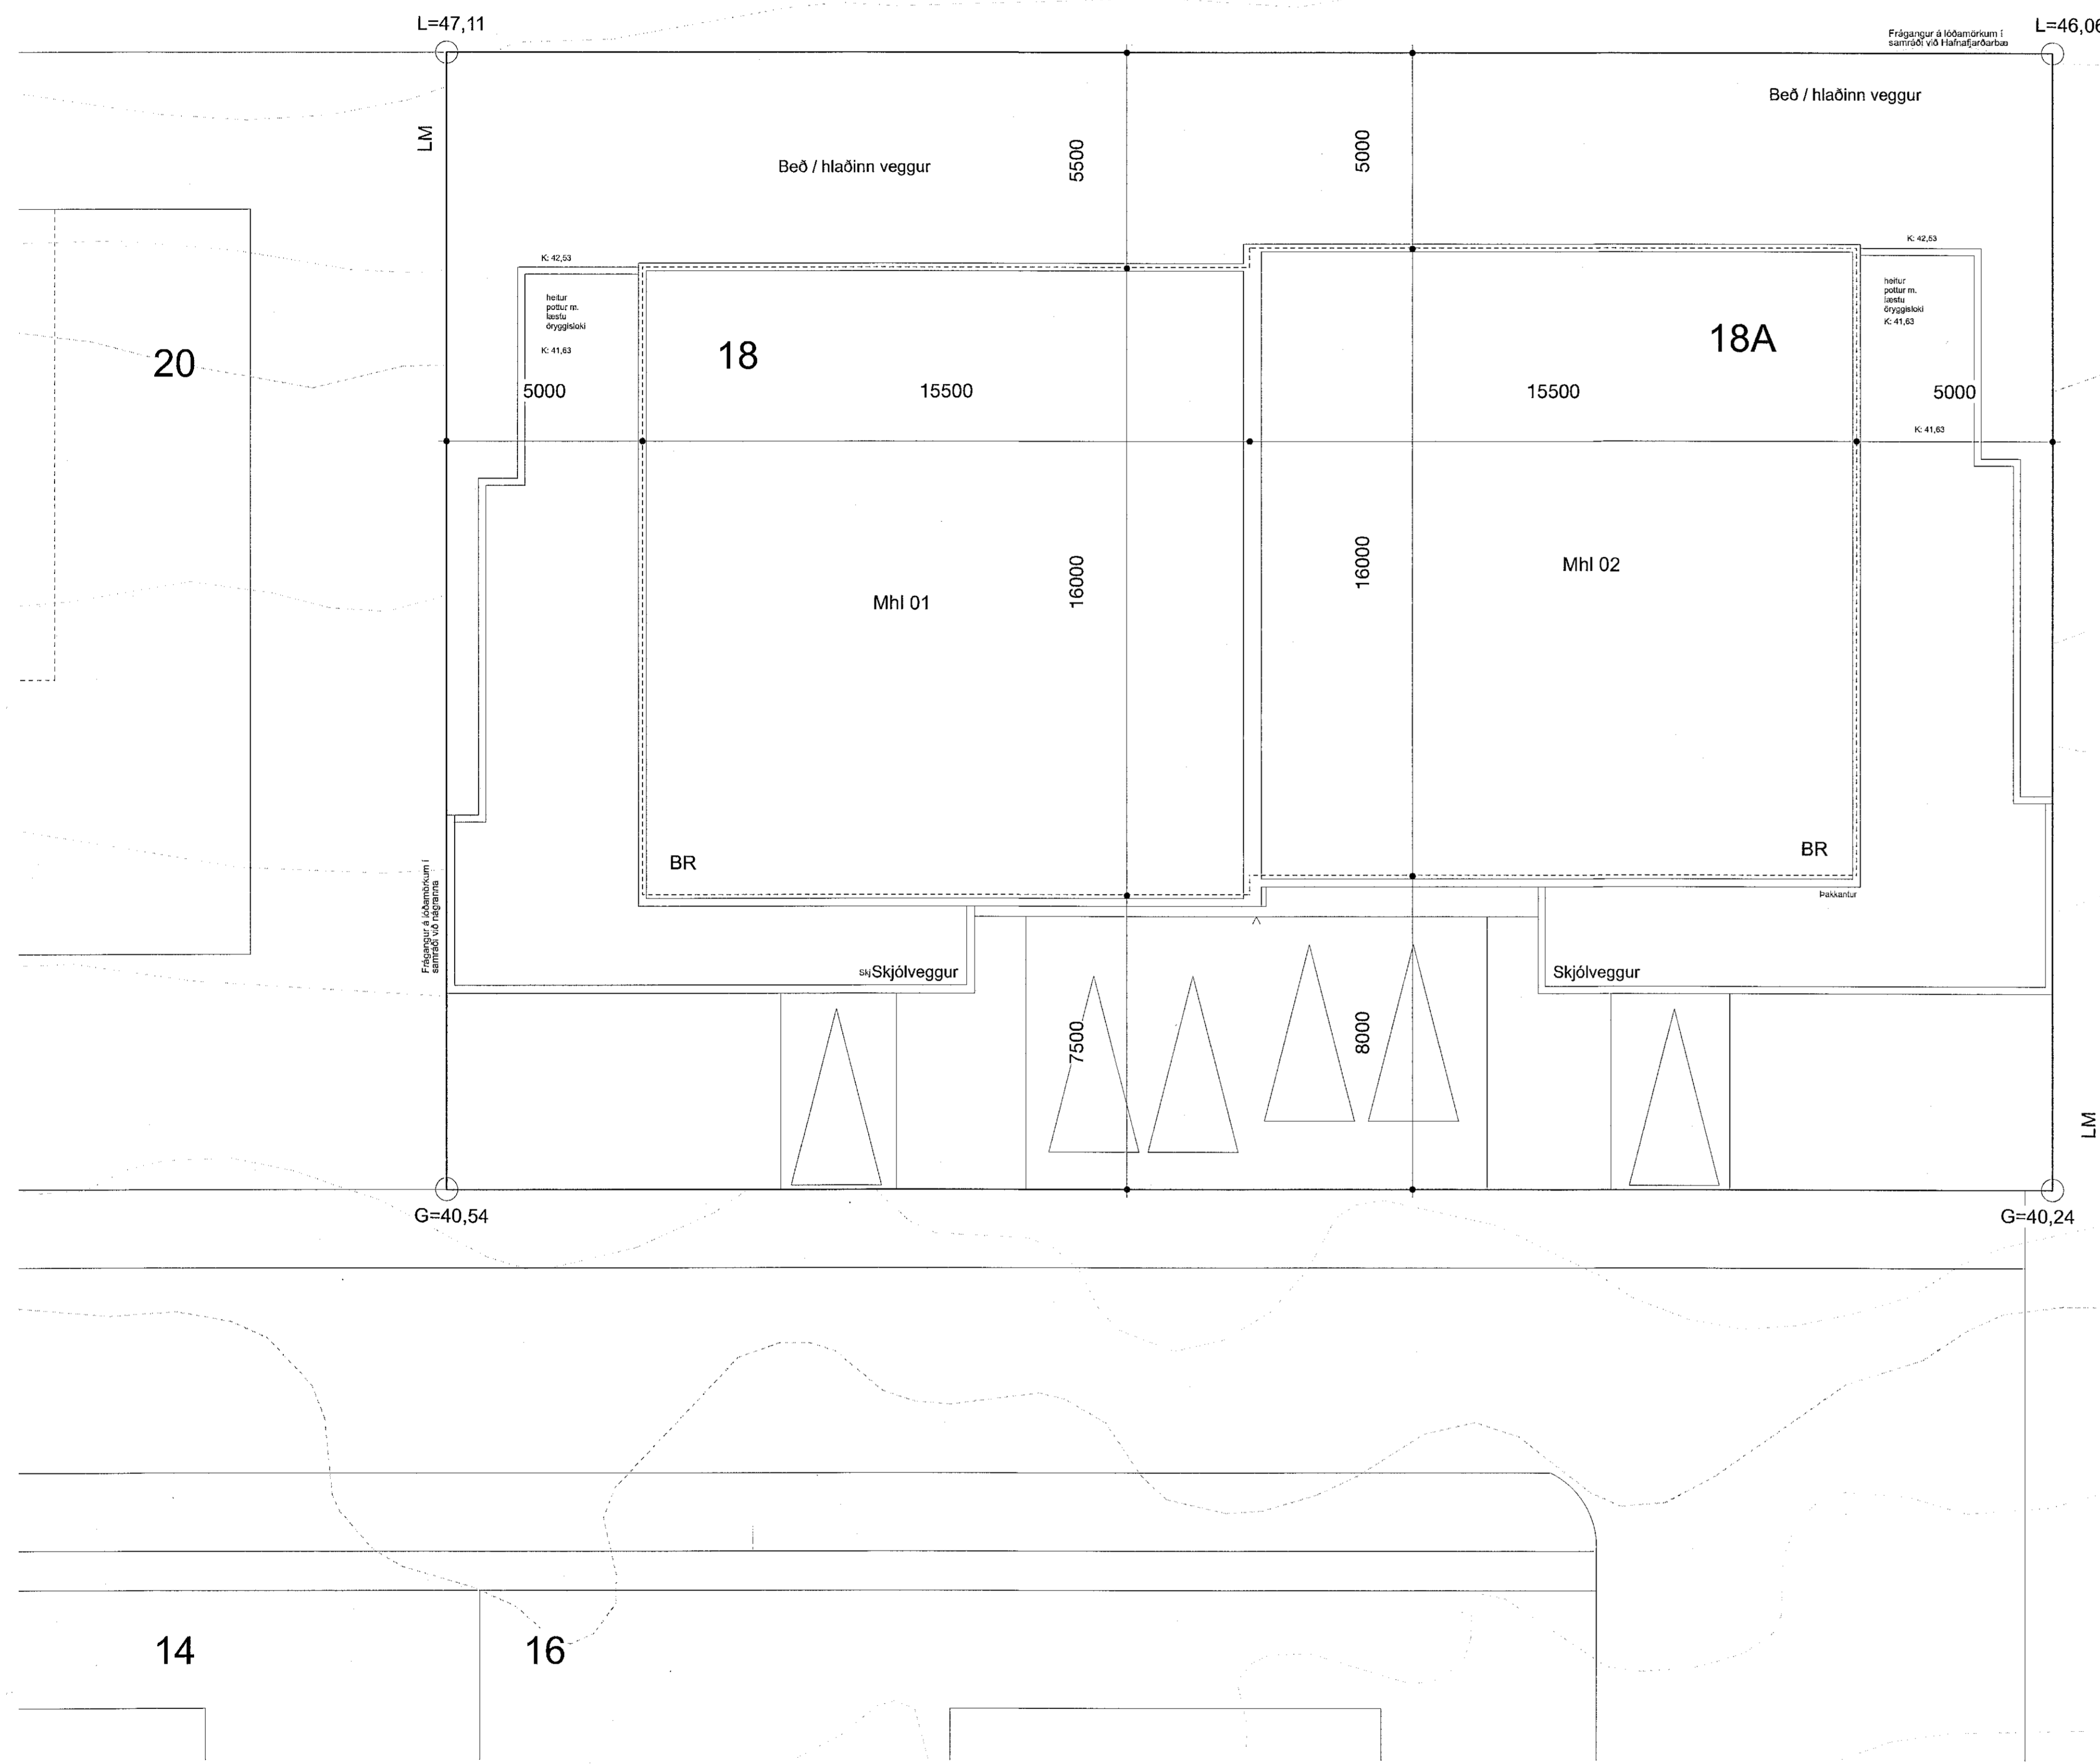 L=47,11
Frágangur á lóðamörkum í
samráði við Hafnafjarðarbæ
L=46,06
Beð / hlaðinn veggur
LM
5500
5000
Beð / hlaðinn veggur
K: 42,53
K: 42,53
heitur
pottur m.
læstu
öryggisloki
K: 41,63
heitur
pottur m.
læstu
öryggisloki
K: 41,63
20
18
18A
5000
15500
15500
5000
K: 41,63
16000
16000
Mhl 01
Mhl 02
BR
BR
Þakkantur
Frágangur á lóðamörkum í
samráði við nágranna
Skjólveggur
Skjólveggur
7500
8000
LM
G=40,54
G=40,24
14
16